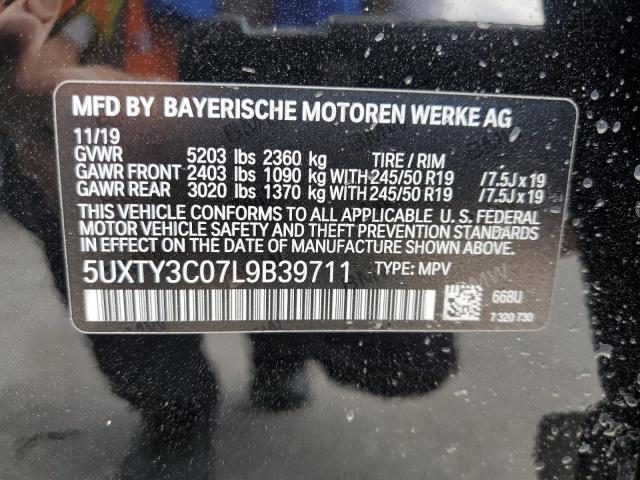 MFD BY BAYERISCHE MOTOREN WERKE AG
11/19
GVWR 5203 lbs 2360 kg TIRE / RIM
GAWR FRONT 2403 lbs 1090 kg WITH 245/50 R19 /7.5J x 19
GAWR REAR 3020 lbs 1370 kg WITH 245/50 R19 /7.5J x 19
THIS VEHICLE CONFORMS TO ALL APPLICABLE U. S. FEDERAL
MOTOR VEHICLE SAFETY AND THEFT PREVENTION STANDARDS
IN EFFECT ON THE DATE OF MANUFACTURE SHOWN ABOVE.
5UXTY3C07L9B39711 TYPE: MPV
668U
7 320 730